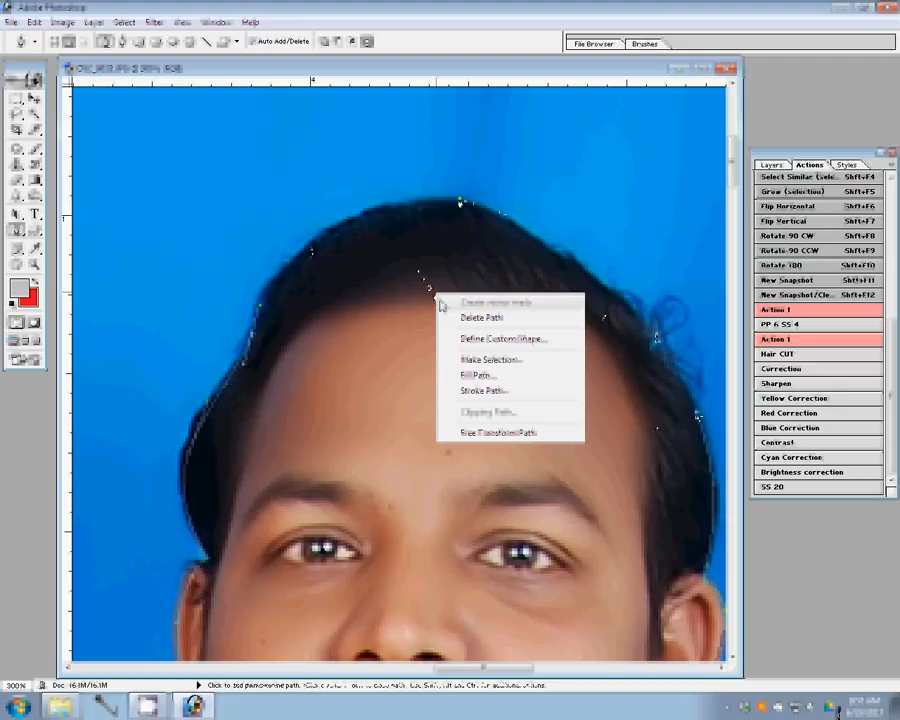 Adobe Photoshop
File Edit Image Layer Select Filter View Window Help
Auto Add/Delete
File Browser Brushes
Layers Actions Styles
Select Similar (sele... Shft+F4
Grow (selection) Shft+F5
Flip Horizontal Shft+F6
Flip Vertical Shft+F7
Rotate 90 CW Shft+F8
Rotate 90 CCW Shft+F9
Rotate 180 Shft+F10
New Snapshot Shft+F11
New Snapshot/Cle... Shft+F12
Action 1
PP 6 SS 4
Action 1
Hair CUT
Correction
Sharpen
Yellow Correction
Red Correction
Blue Correction
Contrast
Cyan Correction
Brightness correction
SS 20
Create vector mask
Delete Path
Define Custom Shape...
Make Selection...
Fill Path...
Stroke Path...
Clipping Path...
Free Transform Path
300% Doc: 16.1M/16.1M